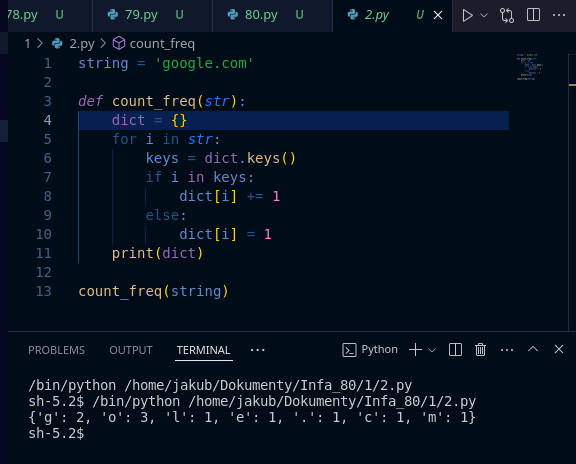 78.py U 79.py U 80.py U 2.py U
1 > 2.py > count_freq
1 string = 'google.com'
2
3 def count_freq(str):
4 dict = {}
5 for i in str:
6 keys = dict.keys()
7 if i in keys:
8 dict[i] += 1
9 else:
10 dict[i] = 1
11 print(dict)
12
13 count_freq(string)
PROBLEMS OUTPUT TERMINAL ··· Python
/bin/python /home/jakub/Dokumenty/Infa_80/1/2.py
sh-5.2$ /bin/python /home/jakub/Dokumenty/Infa_80/1/2.py
{'g': 2, 'o': 3, 'l': 1, 'e': 1, '.': 1, 'c': 1, 'm': 1}
sh-5.2$